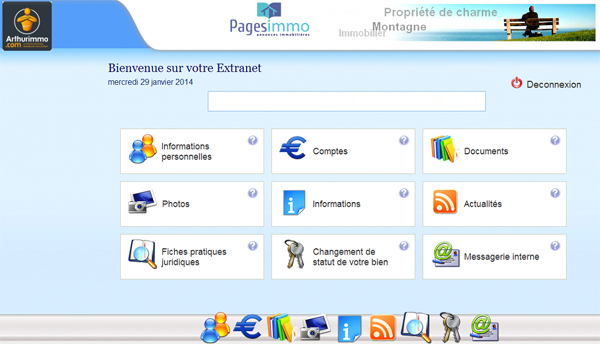 Arthurimmo
.com
Pagesimmo
annonces immobilières
Propriété de charme
Montagne
Immobilier
Bienvenue sur votre Extranet
mercredi 29 janvier 2014
Deconnexion
Informations
personnelles
?
Comptes
?
Documents
?
Photos
?
Informations
?
Actualités
?
Fiches pratiques
juridiques
?
Changement de
statut de votre bien
?
Messagerie interne
?